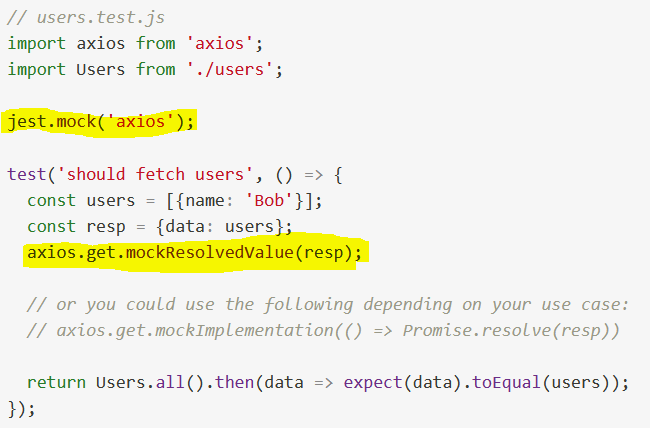 // users.test.js
import axios from 'axios';
import Users from './users';

jest.mock('axios');

test('should fetch users', () => {
  const users = [{name: 'Bob'}];
  const resp = {data: users};
  axios.get.mockResolvedValue(resp);

  // or you could use the following depending on your use case:
  // axios.get.mockImplementation(() => Promise.resolve(resp))

  return Users.all().then(data => expect(data).toEqual(users));
});